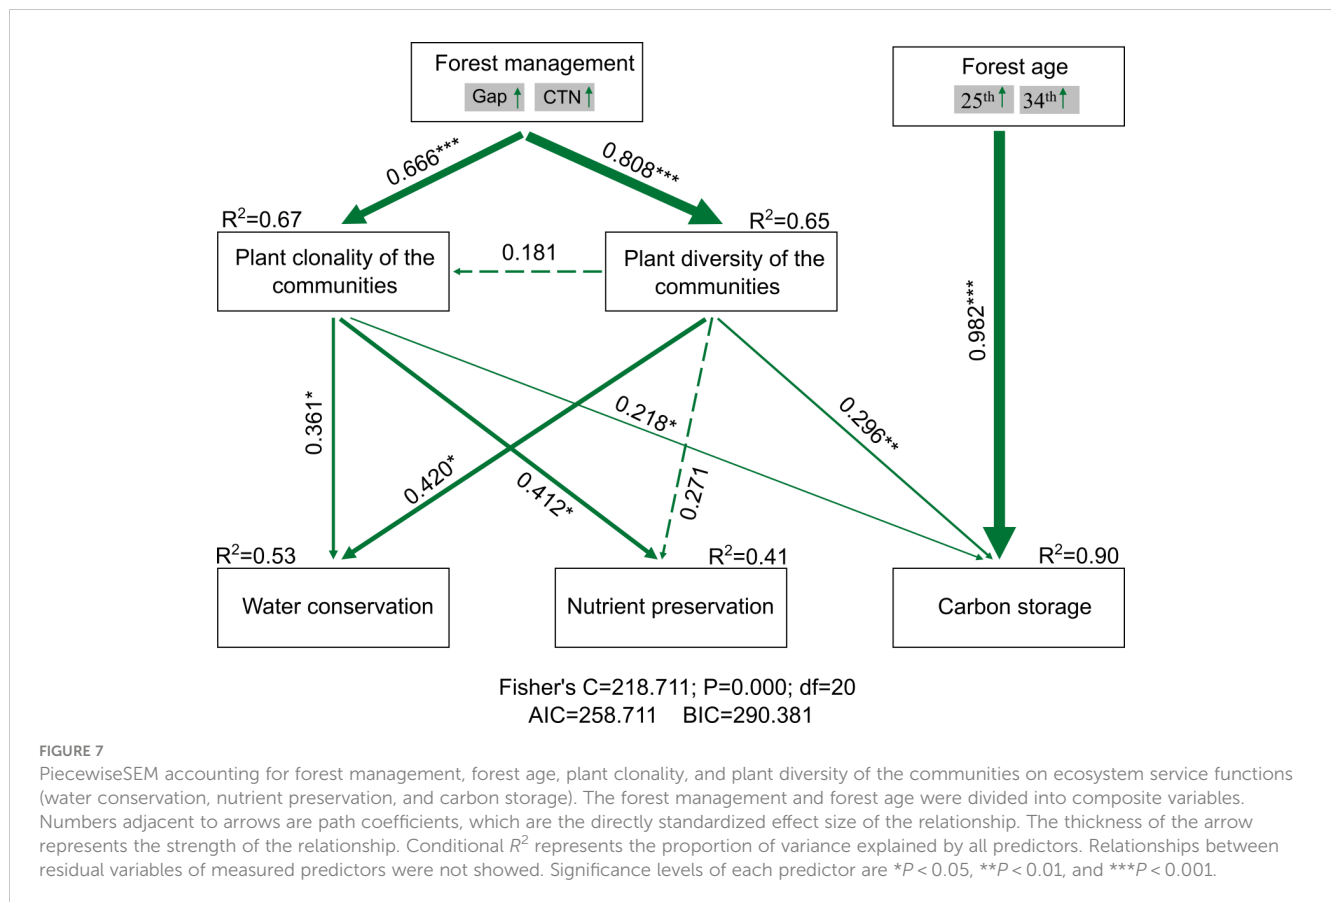 Forest management
Gap ↑ CTN ↑
Forest age
25th ↑ 34th ↑
0.666***
0.808***
R²=0.67
R²=0.65
Plant clonality of the
communities
0.181
Plant diversity of the
communities
0.982***
0.361*
0.420*
0.412*
0.218*
0.271
0.296**
R²=0.53
R²=0.41
R²=0.90
Water conservation
Nutrient preservation
Carbon storage
Fisher's C=218.711; P=0.000; df=20
AIC=258.711 BIC=290.381
FIGURE 7
PiecewiseSEM accounting for forest management, forest age, plant clonality, and plant diversity of the communities on ecosystem service functions
(water conservation, nutrient preservation, and carbon storage). The forest management and forest age were divided into composite variables.
Numbers adjacent to arrows are path coefficients, which are the directly standardized effect size of the relationship. The thickness of the arrow
represents the strength of the relationship. Conditional R² represents the proportion of variance explained by all predictors. Relationships between
residual variables of measured predictors were not showed. Significance levels of each predictor are *P < 0.05, **P < 0.01, and ***P < 0.001.